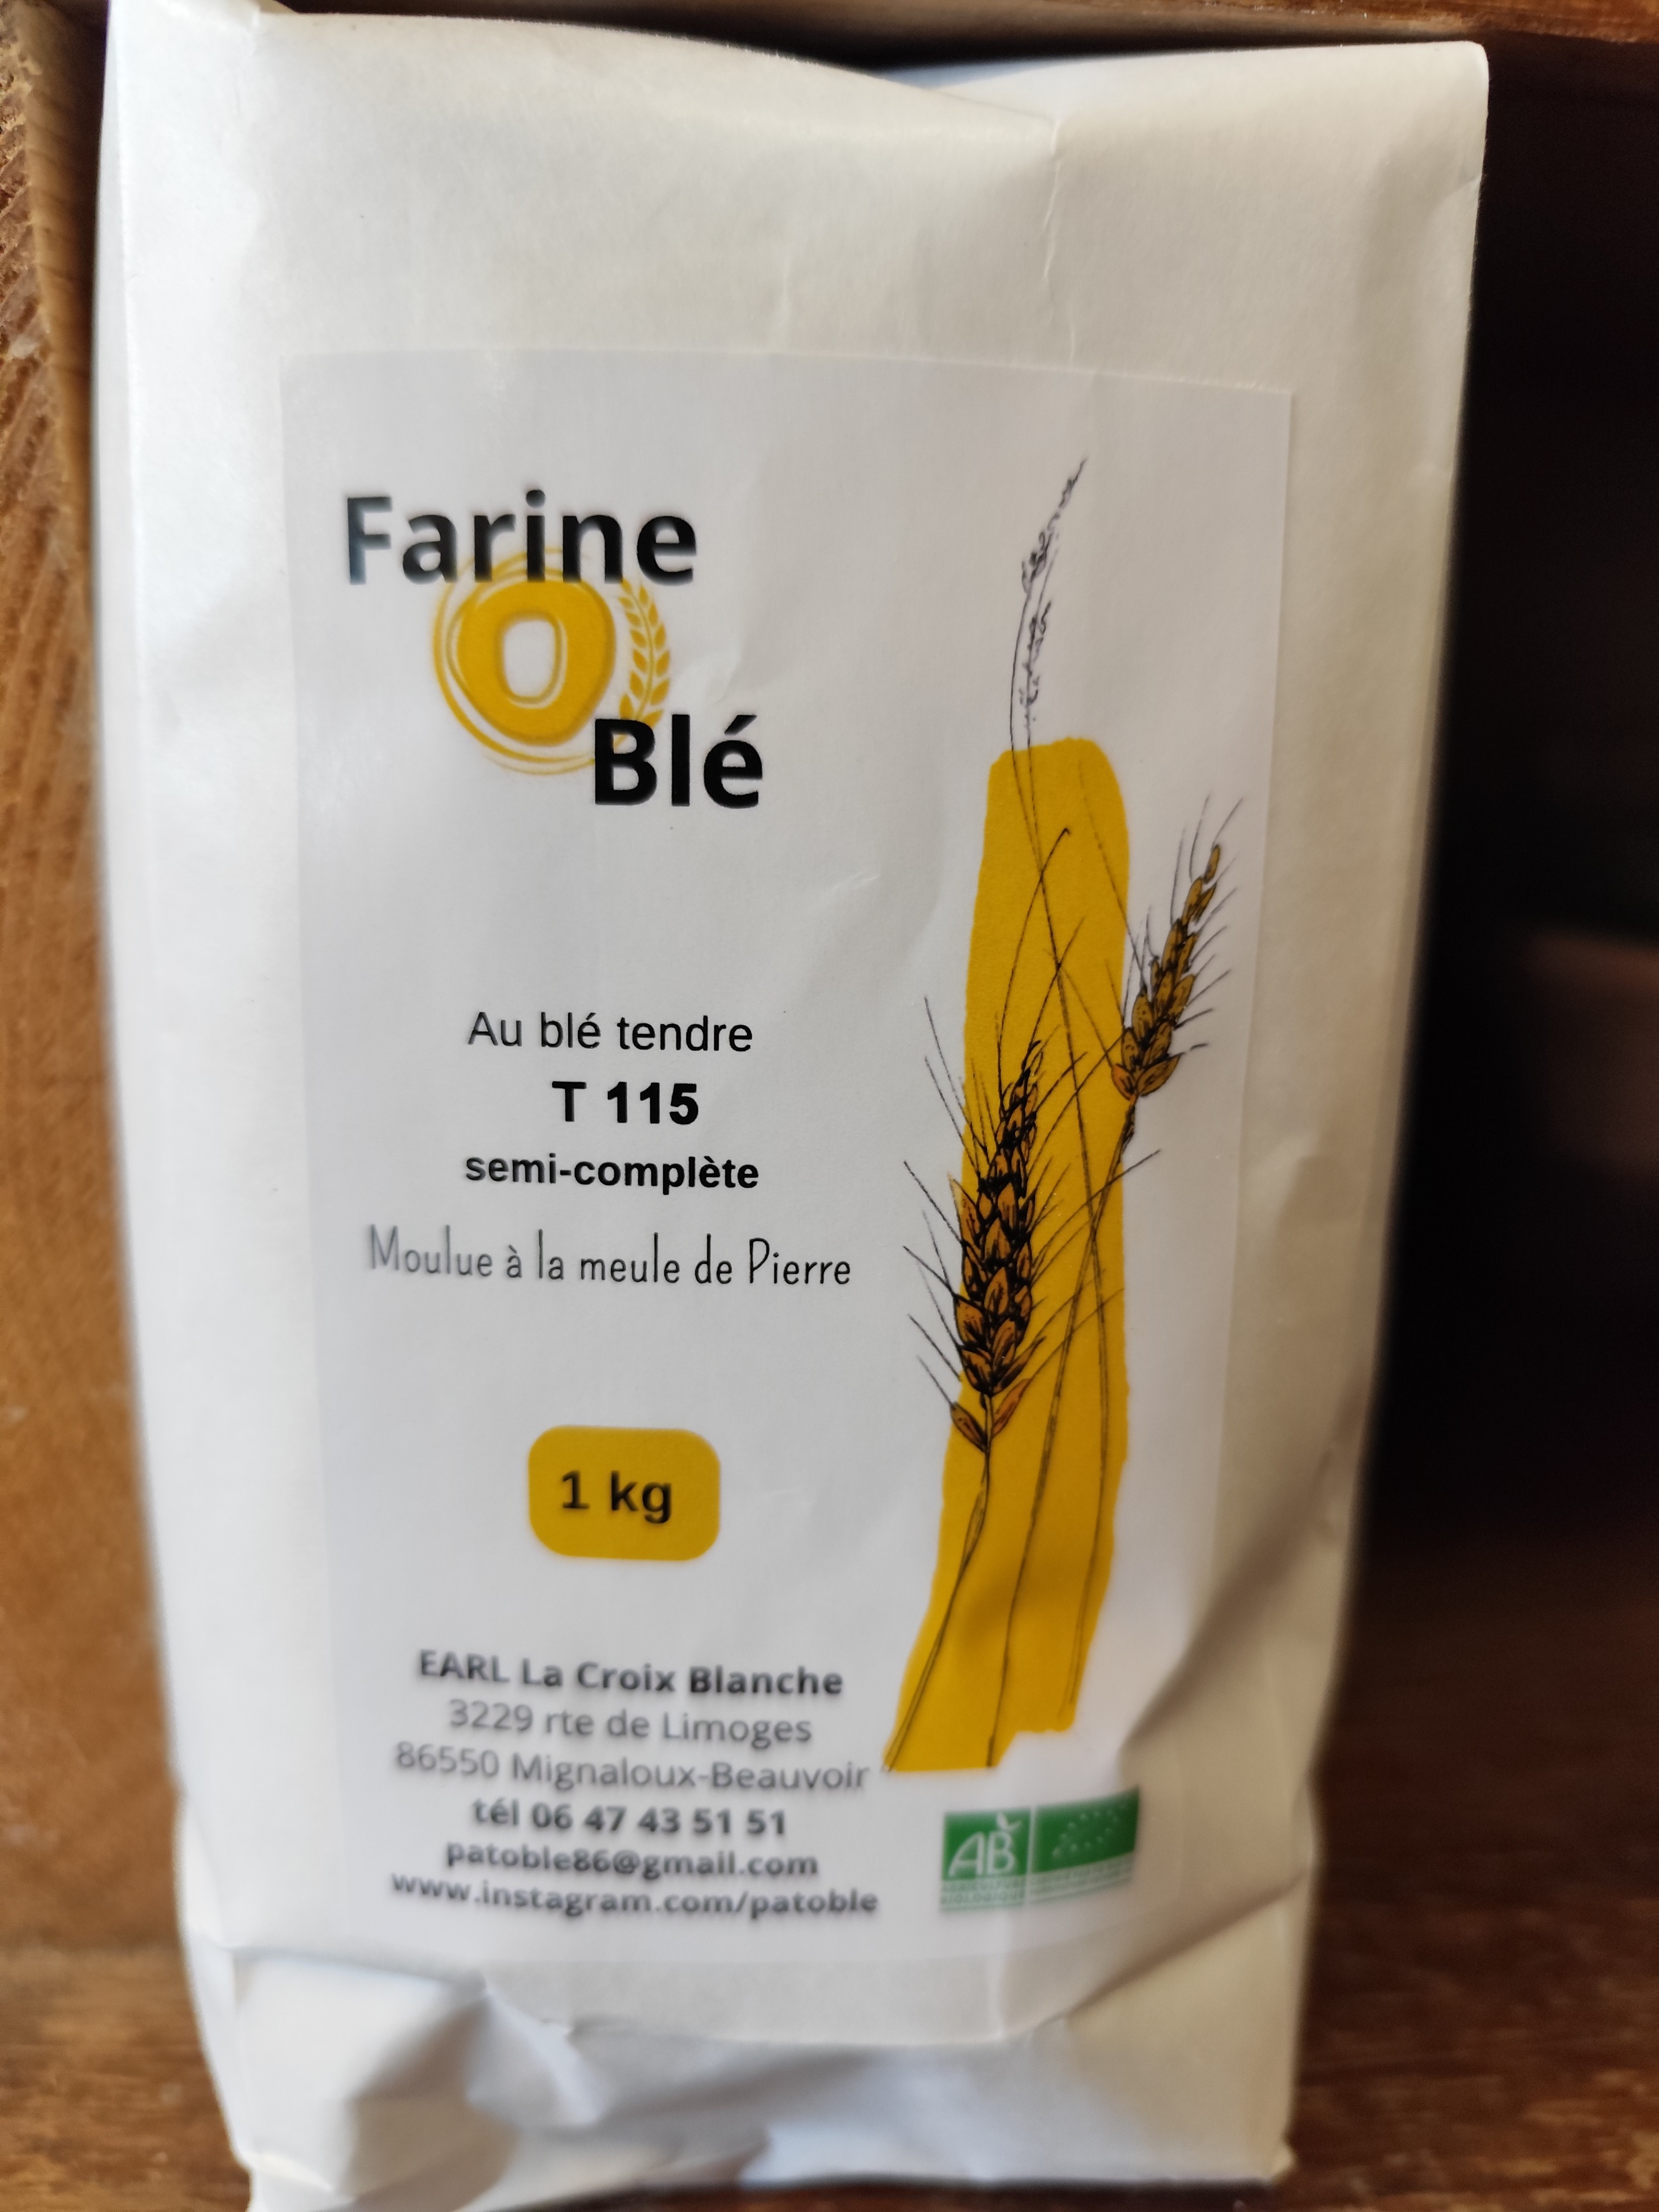 Farine
O
Blé
Au blé tendre
T 115
semi-complète
Moulue à la meule de Pierre
1 kg
EARL La Croix Blanche
3229 rte de Limoges
86550 Mignaloux-Beauvoir
tél 06 47 43 51 51
patoble86@gmail.com
www.instagram.com/patoble
AB
AGRICULTURE
BIOLOGIQUE